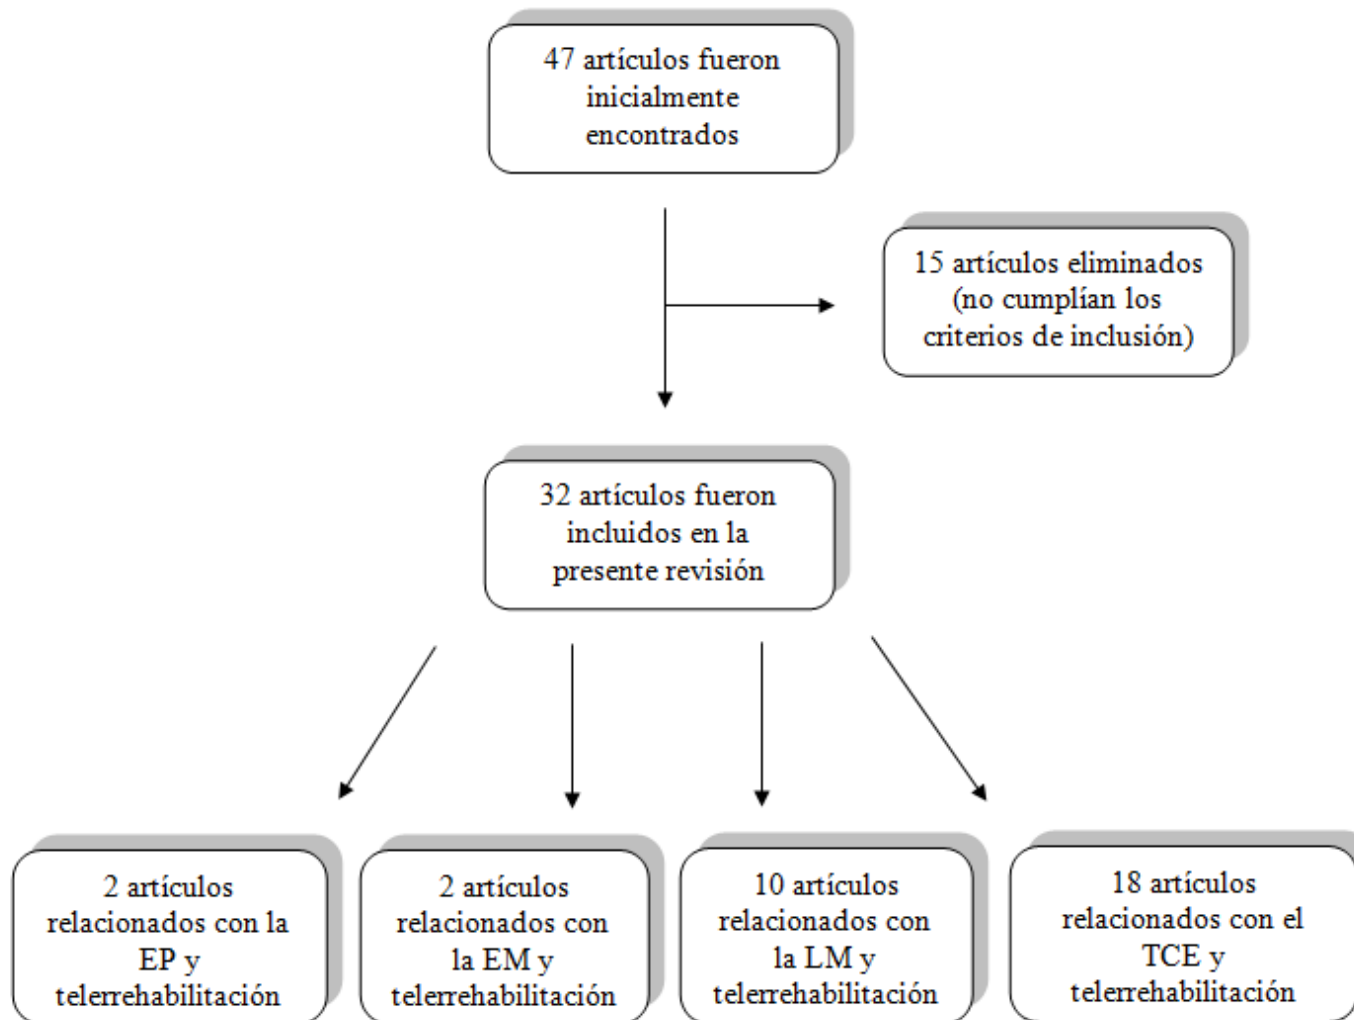 47 artículos fueron
inicialmente
encontrados
15 artículos eliminados
(no cumplían los
criterios de inclusión)
32 artículos fueron
incluidos en la
presente revisión
2 artículos
relacionados con la
EP y
telerrehabilitación
2 artículos
relacionados con
la EM y
telerrehabilitación
10 artículos
relacionados con
la LM y
telerrehabilitación
18 artículos
relacionados con el
TCE y
telerrehabilitación